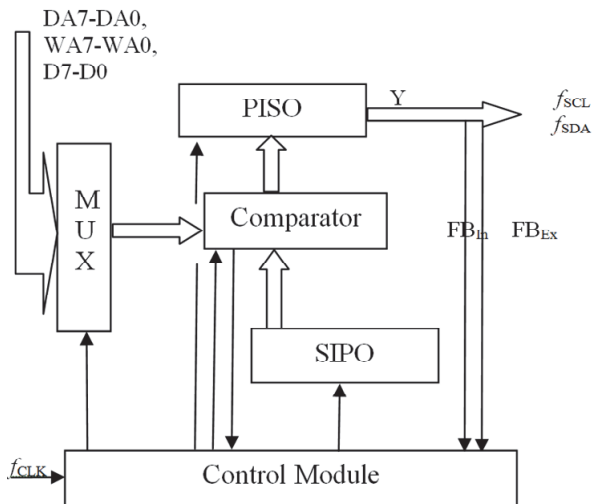 DA7-DA0,
WA7-WA0,
D7-D0
PISO
Y
fSCL
fSDA
M
U
X
Comparator
FBIn
FBEx
SIPO
fCLK
Control Module